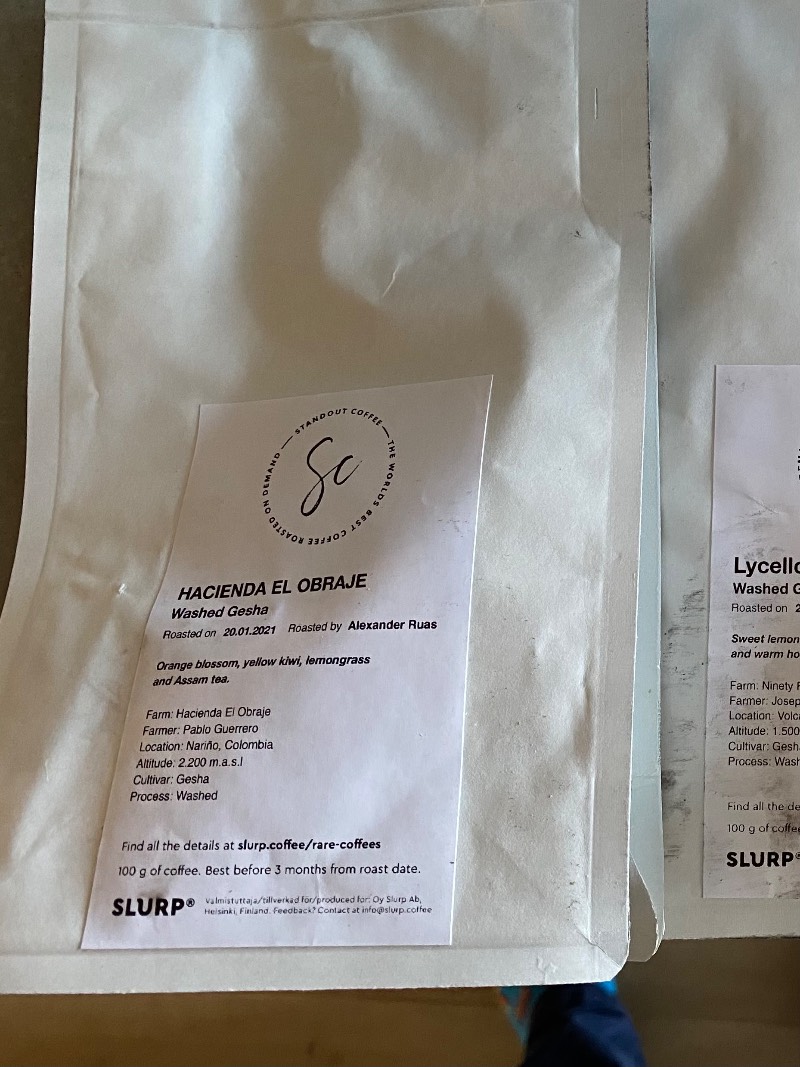 STANDOUT COFFEE — THE WORLDS BEST COFFEE ROASTED ON DEMAND —
Sc
HACIENDA EL OBRAJE
Washed Gesha
Roasted on 20.01.2021 Roasted by Alexander Ruas
Orange blossom, yellow kiwi, lemongrass
and Assam tea.
Farm: Hacienda El Obraje
Farmer: Pablo Guerrero
Location: Nariño, Colombia
Altitude: 2.200 m.a.s.l
Cultivar: Gesha
Process: Washed
Find all the details at slurp.coffee/rare-coffees
100 g of coffee. Best before 3 months from roast date.
SLURP® Valmistuttaja/tillverkad för/produced for: Oy Slurp Ab,
Helsinki, Finland. Feedback? Contact at info@slurp.coffee
Lycello
Washed G
Roasted on 2
Sweet lemon
and warm ho
Farm: Ninety
Farmer: Josep
Location: Volca
Altitude: 1.500
Cultivar: Gesh
Process: Wash
Find all the de
100 g of coffee
SLURP®